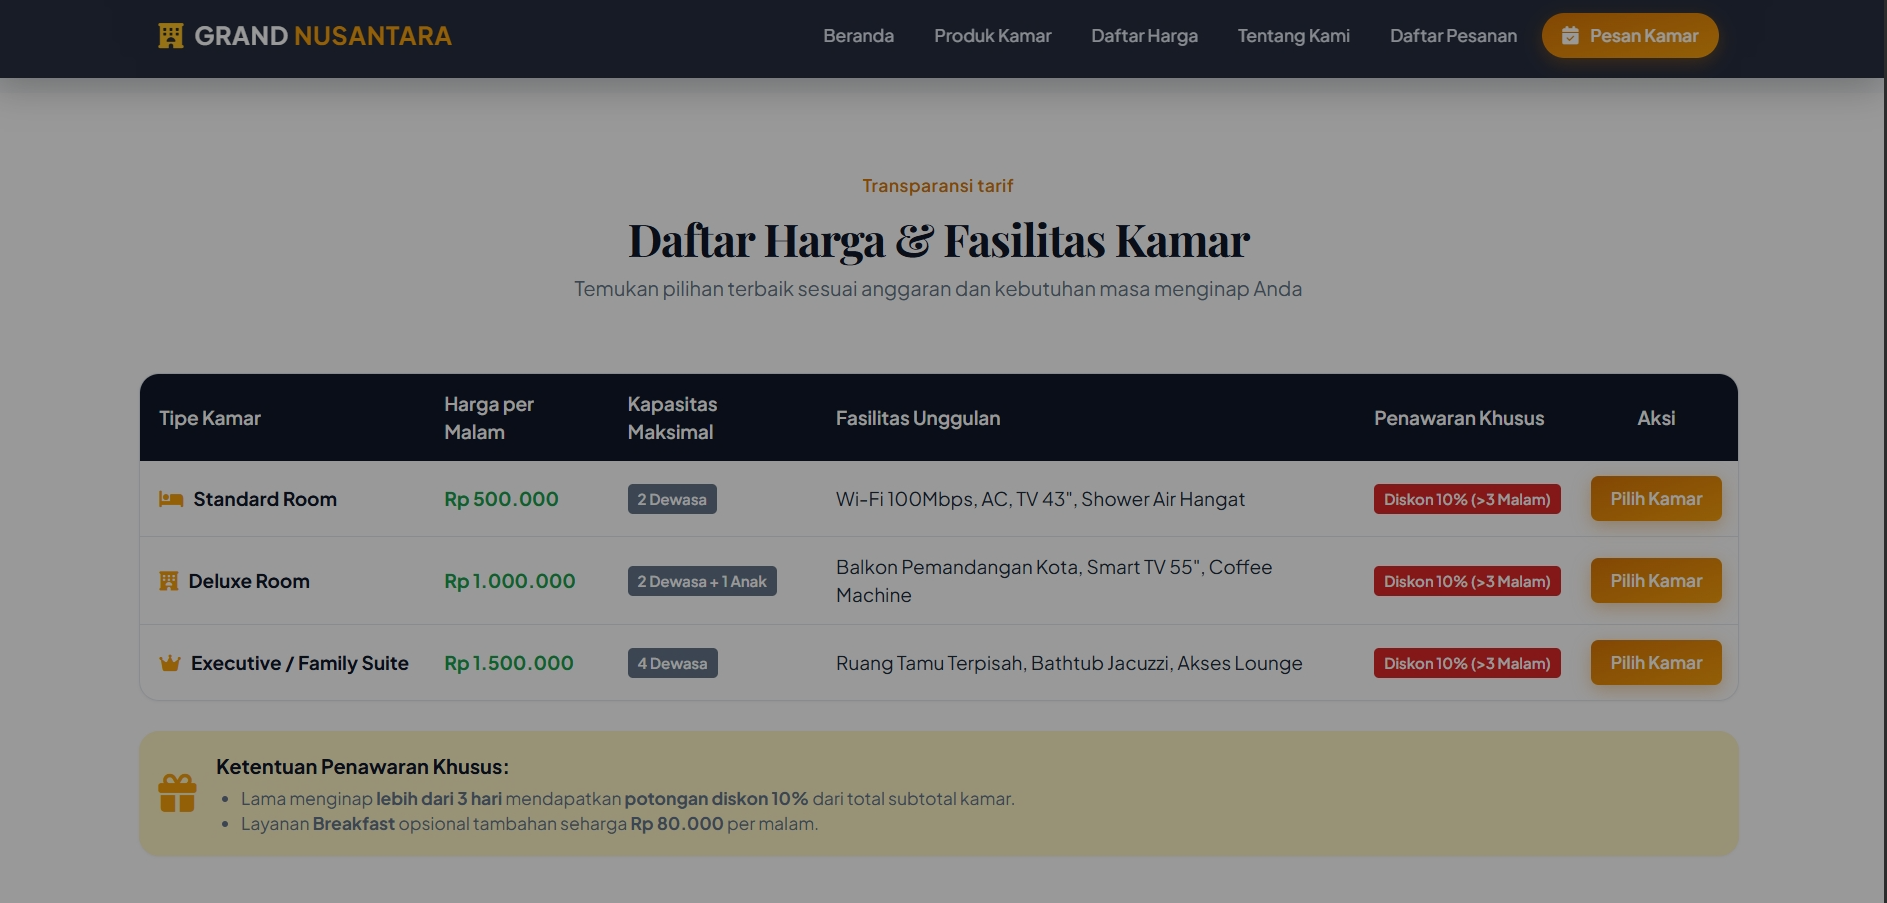 GRAND NUSANTARA
Beranda
Produk Kamar
Daftar Harga
Tentang Kami
Daftar Pesanan
Pesan Kamar
Transparansi tarif
Daftar Harga & Fasilitas Kamar
Temukan pilihan terbaik sesuai anggaran dan kebutuhan masa menginap Anda
Tipe Kamar
Harga per
Malam
Kapasitas
Maksimal
Fasilitas Unggulan
Penawaran Khusus
Aksi
Standard Room
Rp 500.000
2 Dewasa
Wi-Fi 100Mbps, AC, TV 43", Shower Air Hangat
Diskon 10% (>3 Malam)
Pilih Kamar
Deluxe Room
Rp 1.000.000
2 Dewasa + 1 Anak
Balkon Pemandangan Kota, Smart TV 55", Coffee
Machine
Diskon 10% (>3 Malam)
Pilih Kamar
Executive / Family Suite
Rp 1.500.000
4 Dewasa
Ruang Tamu Terpisah, Bathtub Jacuzzi, Akses Lounge
Diskon 10% (>3 Malam)
Pilih Kamar
Ketentuan Penawaran Khusus:
• Lama menginap lebih dari 3 hari mendapatkan potongan diskon 10% dari total subtotal kamar.
• Layanan Breakfast opsional tambahan seharga Rp 80.000 per malam.